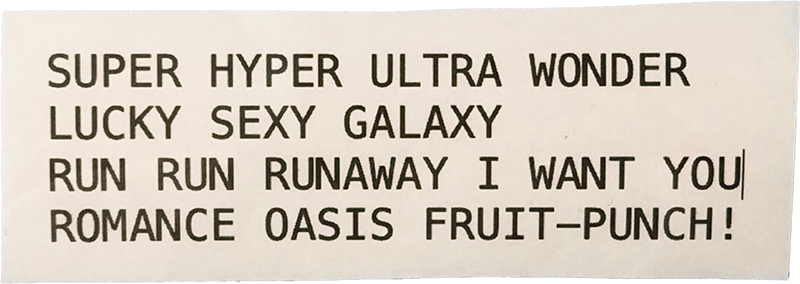 SUPER HYPER ULTRA WONDER
LUCKY SEXY GALAXY
RUN RUN RUNAWAY I WANT YOU|
ROMANCE OASIS FRUIT–PUNCH!